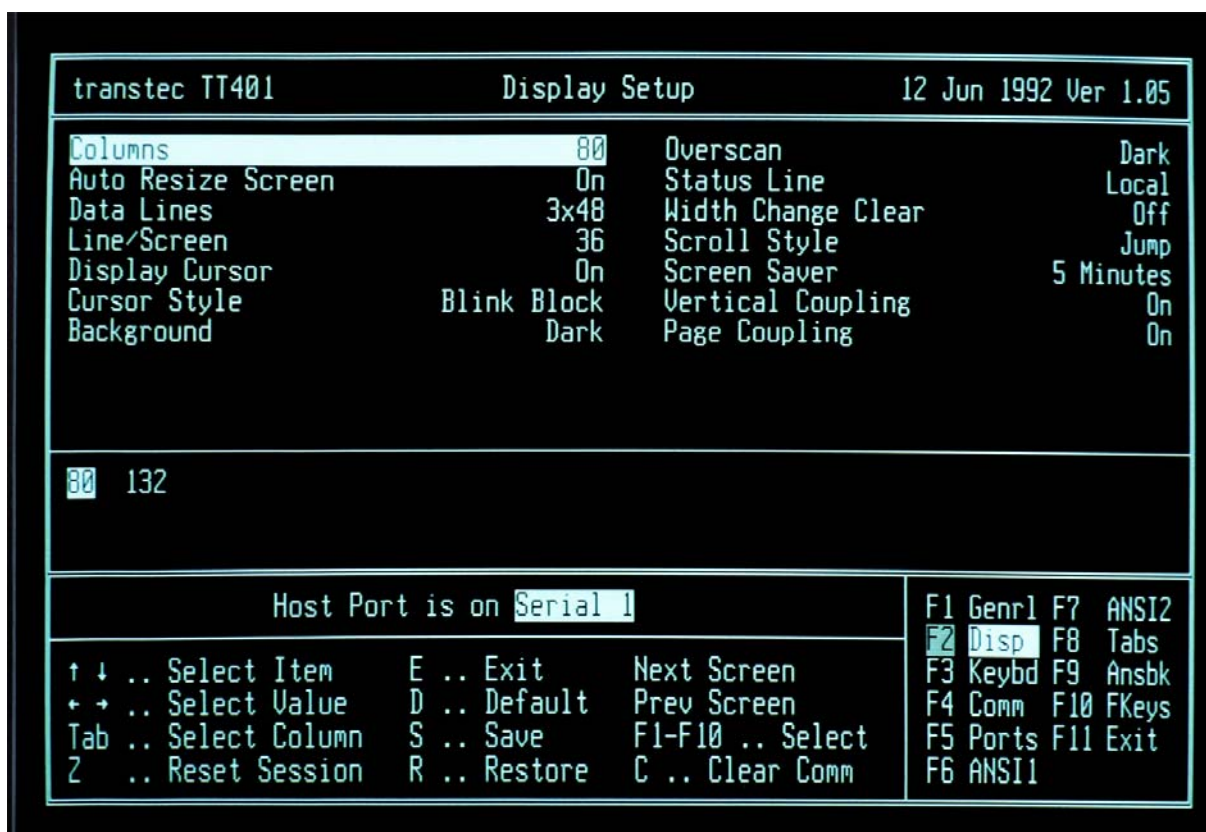 transtec TT401 Display Setup 12 Jun 1992 Ver 1.05
Columns 80 Overscan Dark
Auto Resize Screen On Status Line Local
Data Lines 3x48 Width Change Clear Off
Line/Screen 36 Scroll Style Jump
Display Cursor On Screen Saver 5 Minutes
Cursor Style Blink Block Vertical Coupling On
Background Dark Page Coupling On
80 132
Host Port is on Serial 1
↑ ↓ .. Select Item E .. Exit Next Screen
← → .. Select Value D .. Default Prev Screen
Tab .. Select Column S .. Save F1-F10 .. Select
Z .. Reset Session R .. Restore C .. Clear Comm
F1 Genrl F7 ANSI2
F2 Disp F8 Tabs
F3 Keybd F9 Ansbk
F4 Comm F10 FKeys
F5 Ports F11 Exit
F6 ANSI1